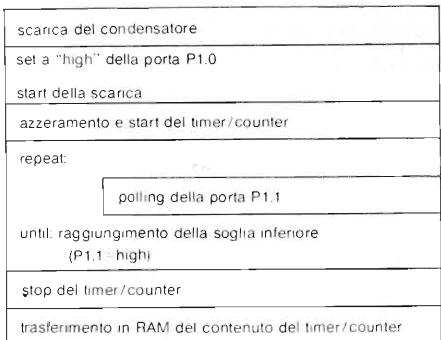 scarica del condensatore
set a "high" della porta P1.0
start della scarica
azzeramento e start del timer/counter
repeat:
polling della porta P1.1
until: raggiungimento della soglia inferiore
(P1.1 = high)
stop del timer/counter
trasferimento in RAM del contenuto del timer/counter